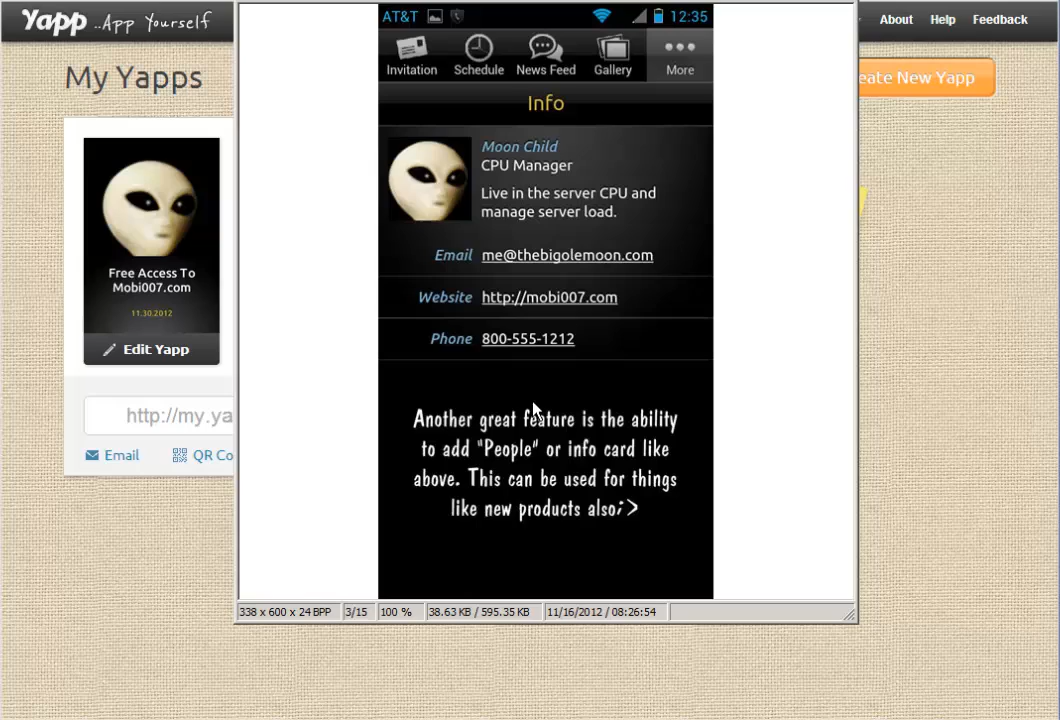 Yapp ..App Yourself
About Help Feedback
My Yapps
eate New Yapp
Free Access To
Mobi007.com
11.30.2012
Edit Yapp
http://my.ya
Email QR Co
AT&T 12:35
Invitation Schedule News Feed Gallery More
Info
Moon Child
CPU Manager
Live in the server CPU and
manage server load.
Email me@thebigolemoon.com
Website http://mobi007.com
Phone 800-555-1212
Another great feature is the ability
to add "People" or info card like
above. This can be used for things
like new products also;>
338 x 600 x 24 BPP 3/15 100 % 38.63 KB / 595.35 KB 11/16/2012 / 08:26:54